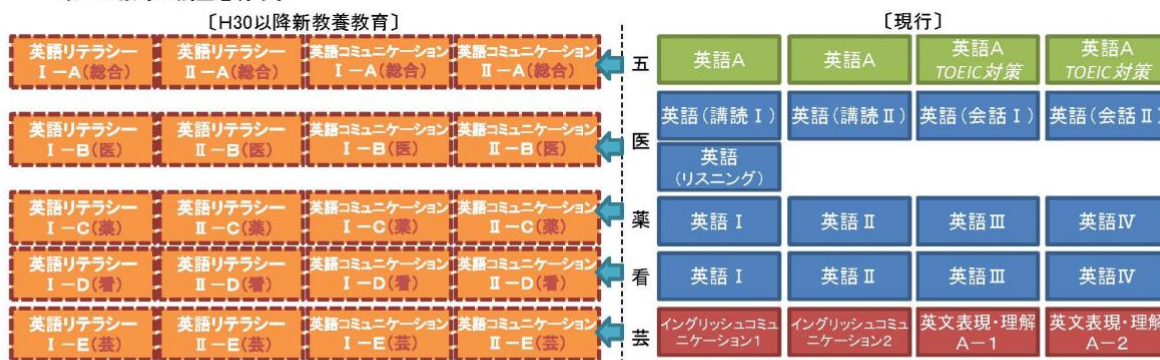 〔H30以降新教養教育〕
〔現行〕
英語リテラシー
Ⅰ－A(総合)
英語リテラシー
Ⅱ－A(総合)
英語コミュニケーション
Ⅰ－A(総合)
英語コミュニケーション
Ⅱ－A(総合)
五
英語A
英語A
英語A
TOEIC対策
英語A
TOEIC対策
英語リテラシー
Ⅰ－B(医)
英語リテラシー
Ⅱ－B(医)
英語コミュニケーション
Ⅰ－B(医)
英語コミュニケーション
Ⅱ－B(医)
医
英語(講読Ⅰ)
英語(講読Ⅱ)
英語(会話Ⅰ)
英語(会話Ⅱ)
英語
(リスニング)
英語リテラシー
Ⅰ－C(薬)
英語リテラシー
Ⅱ－C(薬)
英語コミュニケーション
Ⅰ－C(薬)
英語コミュニケーション
Ⅱ－C(薬)
薬
英語Ⅰ
英語Ⅱ
英語Ⅲ
英語Ⅳ
英語リテラシー
Ⅰ－D(看)
英語リテラシー
Ⅱ－D(看)
英語コミュニケーション
Ⅰ－D(看)
英語コミュニケーション
Ⅱ－D(看)
看
英語Ⅰ
英語Ⅱ
英語Ⅲ
英語Ⅳ
英語リテラシー
Ⅰ－E(芸)
英語リテラシー
Ⅱ－E(芸)
英語コミュニケーション
Ⅰ－E(芸)
英語コミュニケーション
Ⅱ－E(芸)
芸
イングリッシュコミュ
ニケーション1
イングリッシュコミュ
ニケーション2
英文表現・理解
A－1
英文表現・理解
A－2